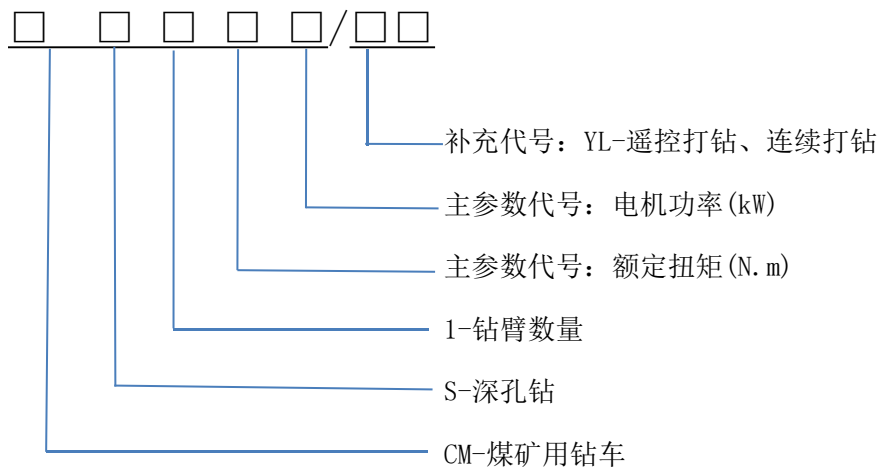 □ □ □ □ □/□□
补充代号：YL-遥控打钻、连续打钻
主参数代号：电机功率(kW)
主参数代号：额定扭矩(N.m)
1-钻臂数量
S-深孔钻
CM-煤矿用钻车